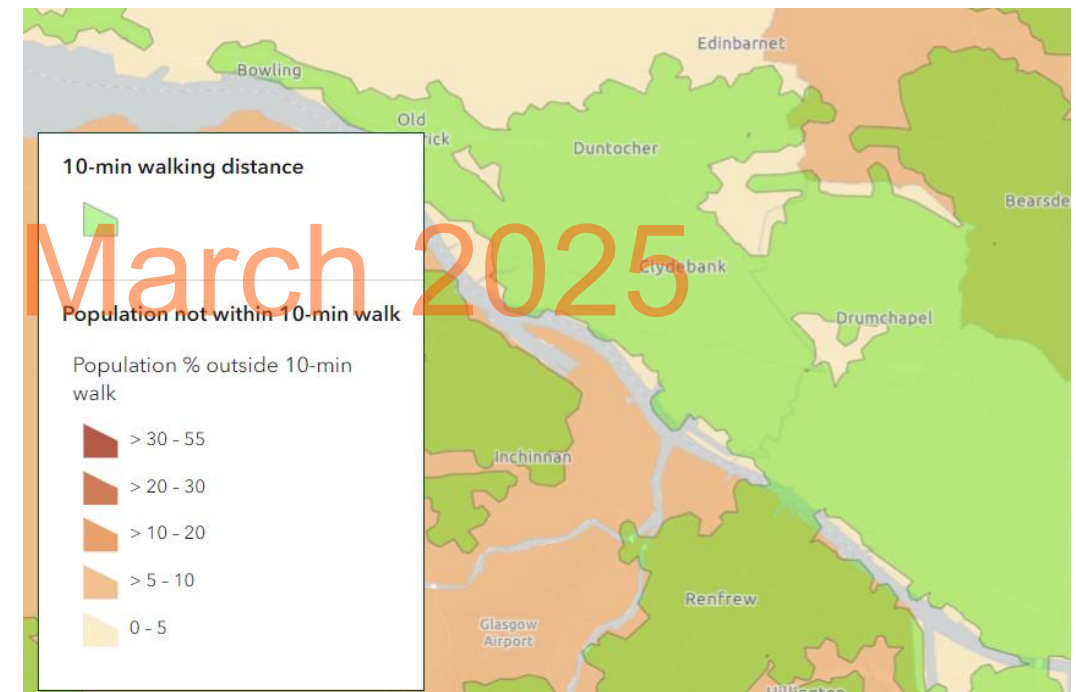 Edinbarnet
Bowling
Old
rick
Duntocher
10-min walking distance
Bearsde
March 2025
Clydebank
Population not within 10-min walk
Drumchapel
Population % outside 10-min
walk
> 30 - 55
Inchinnan
> 20 - 30
> 10 - 20
> 5 - 10
Renfrew
0 - 5
Glasgow
Airport
Hillington